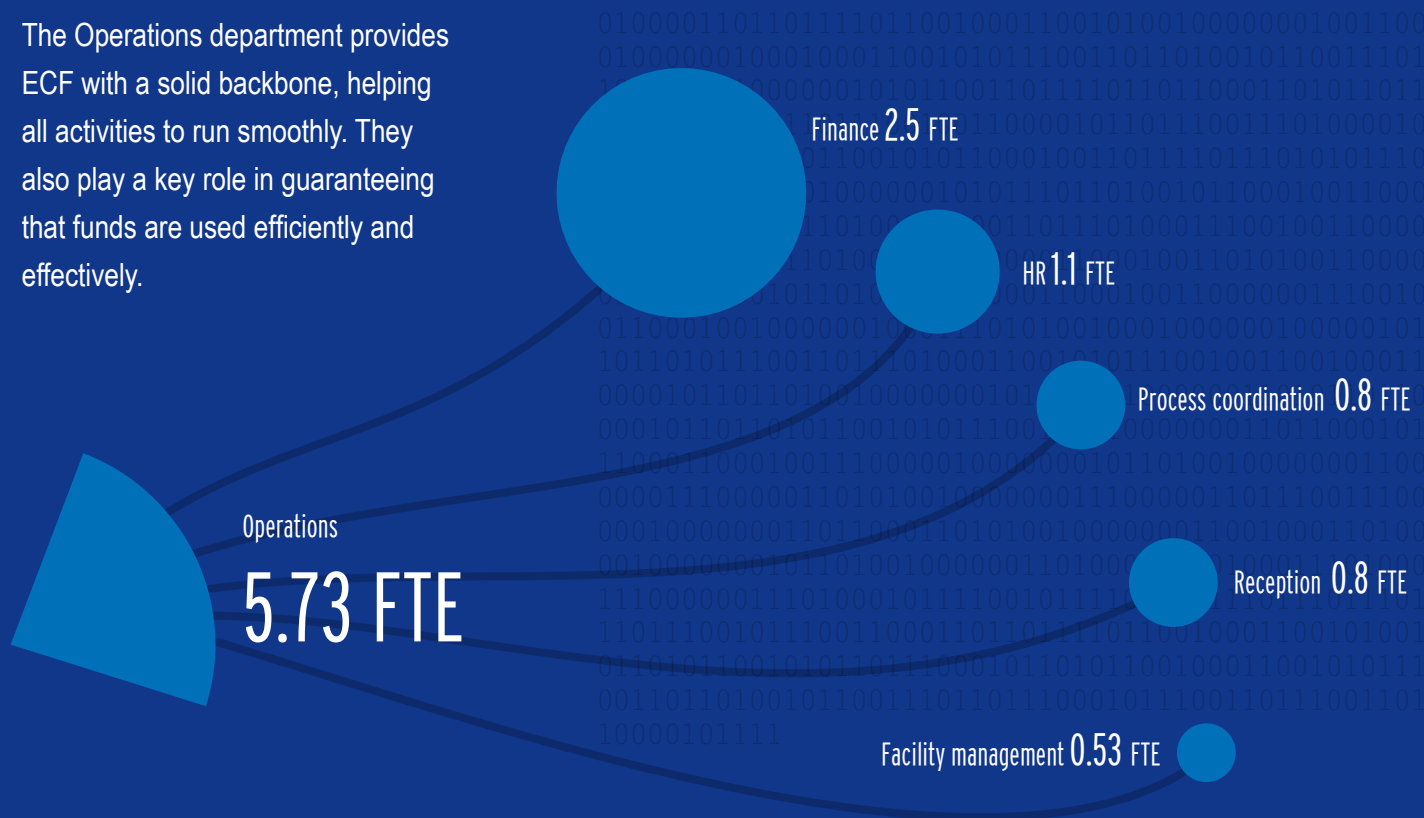 The Operations department provides
ECF with a solid backbone, helping
all activities to run smoothly. They
also play a key role in guaranteeing
that funds are used efficiently and
effectively.
Finance 2.5 FTE
HR 1.1 FTE
Process coordination 0.8 FTE
Operations
5.73 FTE
Reception 0.8 FTE
Facility management 0.53 FTE